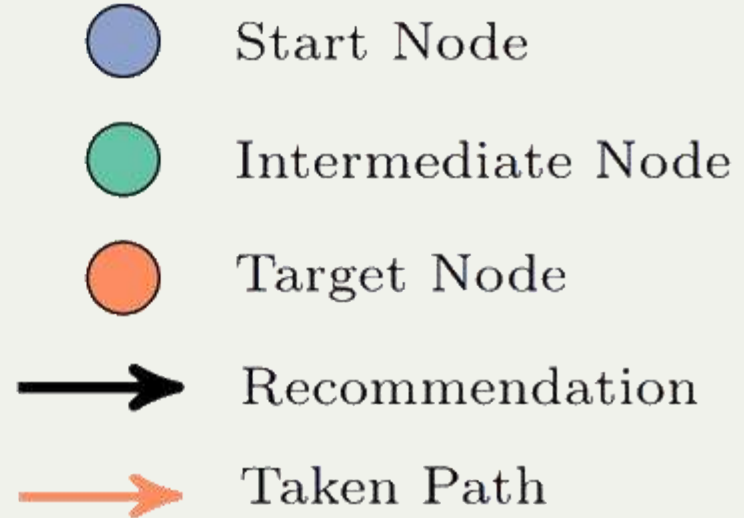 Start Node
Intermediate Node
Target Node
Recommendation
Taken Path